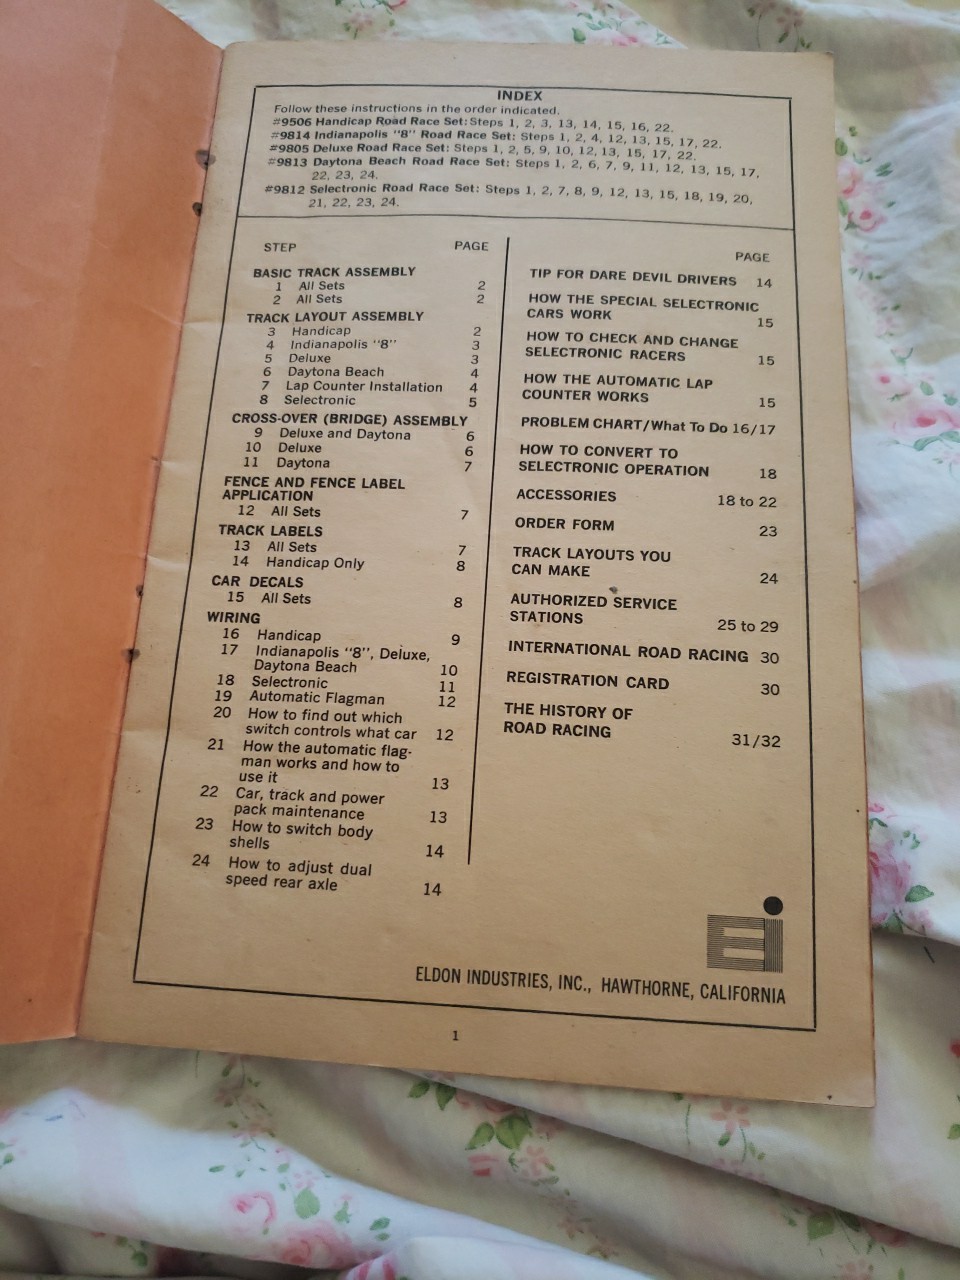 INDEX
Follow these instructions in the order indicated.
#9506 Handicap Road Race Set: Steps 1, 2, 3, 13, 14, 15, 16, 22.
#9814 Indianapolis "8" Road Race Set: Steps 1, 2, 4, 12, 13, 15, 17, 22.
#9805 Deluxe Road Race Set: Steps 1, 2, 5, 9, 10, 12, 13, 15, 17, 22.
#9813 Daytona Beach Road Race Set: Steps 1, 2, 6, 7, 9, 11, 12, 13, 15, 17,
22, 23, 24.
#9812 Selectronic Road Race Set: Steps 1, 2, 7, 8, 9, 12, 13, 15, 18, 19, 20,
21, 22, 23, 24.
STEP PAGE
BASIC TRACK ASSEMBLY
1 All Sets 2
2 All Sets 2
TRACK LAYOUT ASSEMBLY
3 Handicap 2
4 Indianapolis "8" 3
5 Deluxe 3
6 Daytona Beach 4
7 Lap Counter Installation 4
8 Selectronic 5
CROSS-OVER (BRIDGE) ASSEMBLY
9 Deluxe and Daytona 6
10 Deluxe 6
11 Daytona 7
FENCE AND FENCE LABEL
APPLICATION
12 All Sets 7
TRACK LABELS
13 All Sets 7
14 Handicap Only 8
CAR DECALS
15 All Sets 8
WIRING
16 Handicap 9
17 Indianapolis "8", Deluxe,
Daytona Beach 10
18 Selectronic 11
19 Automatic Flagman 12
20 How to find out which
switch controls what car 12
21 How the automatic flag-
man works and how to
use it 13
22 Car, track and power
pack maintenance 13
23 How to switch body
shells 14
24 How to adjust dual
speed rear axle 14
PAGE
TIP FOR DARE DEVIL DRIVERS 14
HOW THE SPECIAL SELECTRONIC
CARS WORK 15
HOW TO CHECK AND CHANGE
SELECTRONIC RACERS 15
HOW THE AUTOMATIC LAP
COUNTER WORKS 15
PROBLEM CHART/What To Do 16/17
HOW TO CONVERT TO
SELECTRONIC OPERATION 18
ACCESSORIES 18 to 22
ORDER FORM 23
TRACK LAYOUTS YOU
CAN MAKE 24
AUTHORIZED SERVICE
STATIONS 25 to 29
INTERNATIONAL ROAD RACING 30
REGISTRATION CARD 30
THE HISTORY OF
ROAD RACING 31/32
Ei
ELDON INDUSTRIES, INC., HAWTHORNE, CALIFORNIA
1